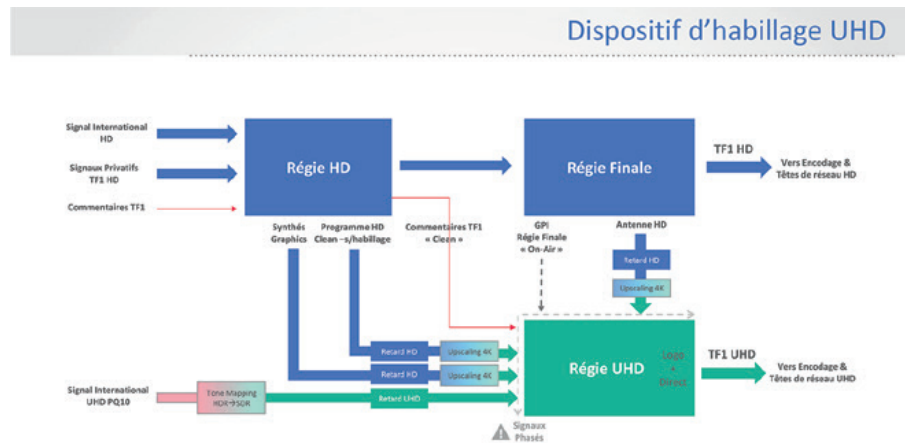 Dispositif d'habillage UHD
Signal International
HD
Signaux Privatifs
TF1 HD
Commentaires TF1
Régie HD
Régie Finale
TF1 HD
Vers Encodage &
Têtes de réseau HD
Synthés
Graphics
Programme HD
Clean –s/habillage
Commentaires TF1
« Clean »
GPI
Régie Finale
« On-Air »
Antenne HD
Retard HD
Upscaling 4K
Retard HD
Upscaling 4K
Retard HD
Upscaling 4K
Régie UHD
Logo
+
Direct
TF1 UHD
Vers Encodage &
Têtes de réseau UHD
Signal International
UHD PQ10
Tone Mapping
HDR→SDR
Retard UHD
Signaux
Phasés